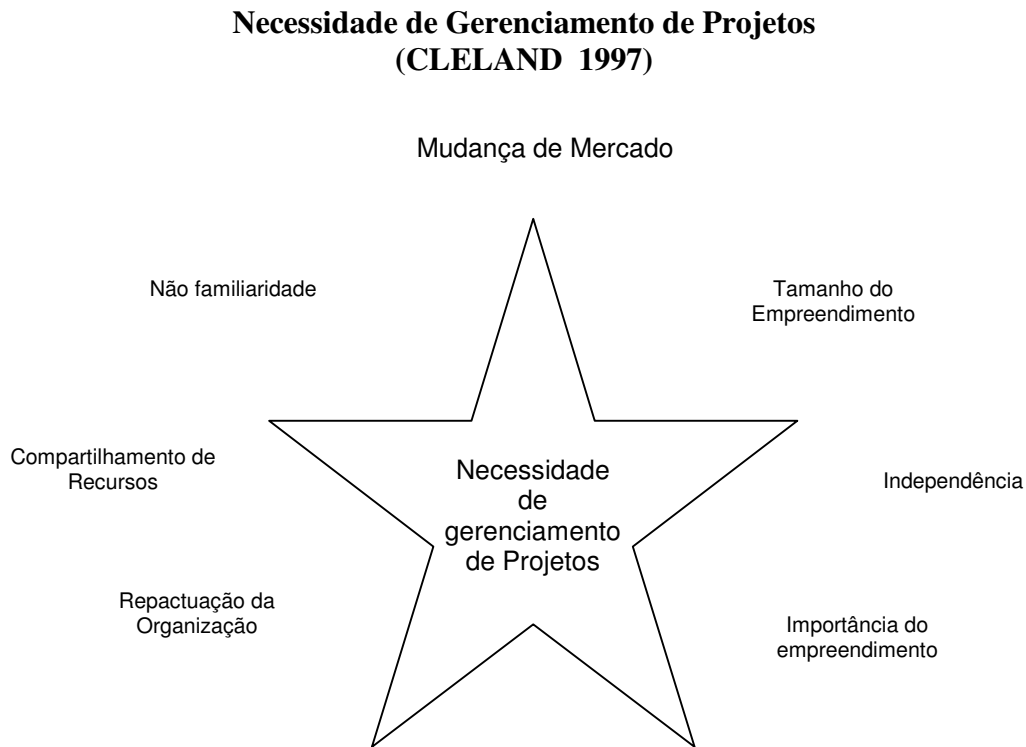 Necessidade de Gerenciamento de Projetos
(CLELAND 1997)
Mudança de Mercado
Não familiaridade
Tamanho do
Empreendimento
Compartilhamento de
Recursos
Necessidade
de
gerenciamento
de Projetos
Independência
Repactuação da
Organização
Importância do
empreendimento